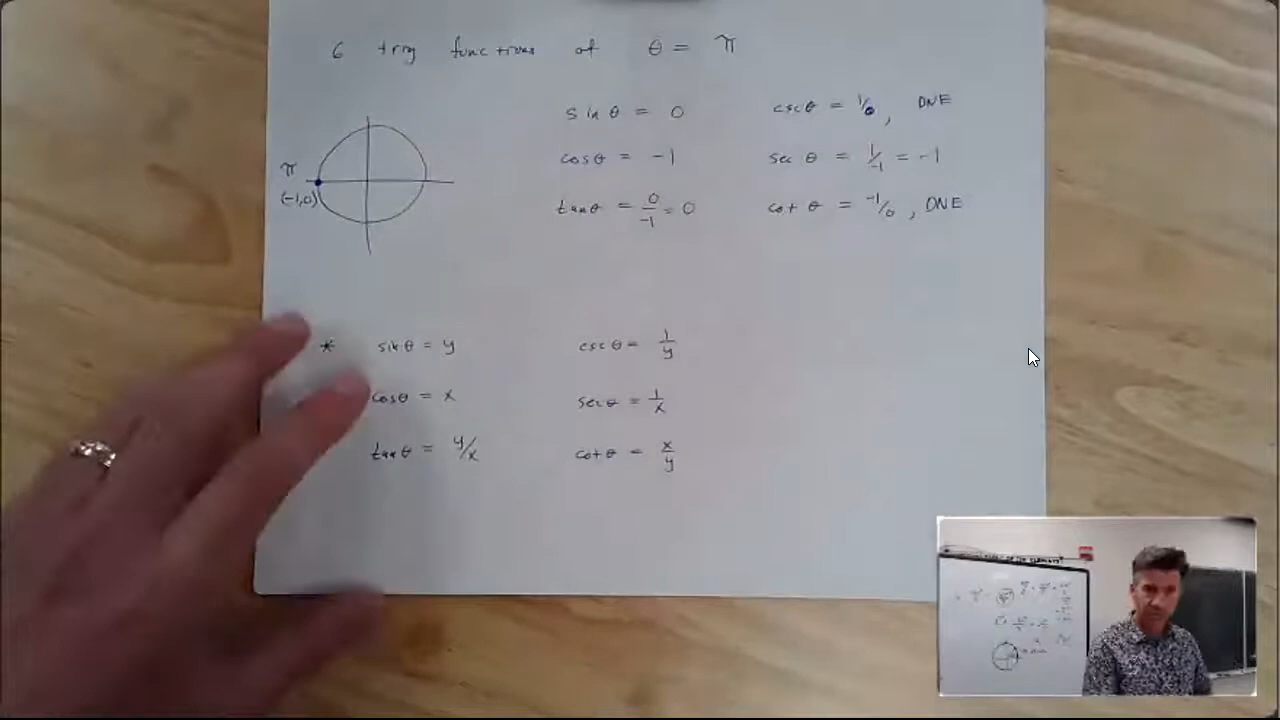 6 trig functions at θ = π
sin θ = 0
csc θ = 1/0, DNE
cos θ = -1
sec θ = 1/-1 = -1
tan θ = 0/-1 = 0
cot θ = -1/0, DNE
π
(-1,0)
* sin θ = y
csc θ = 1/y
cos θ = x
sec θ = 1/x
tan θ = y/x
cot θ = x/y